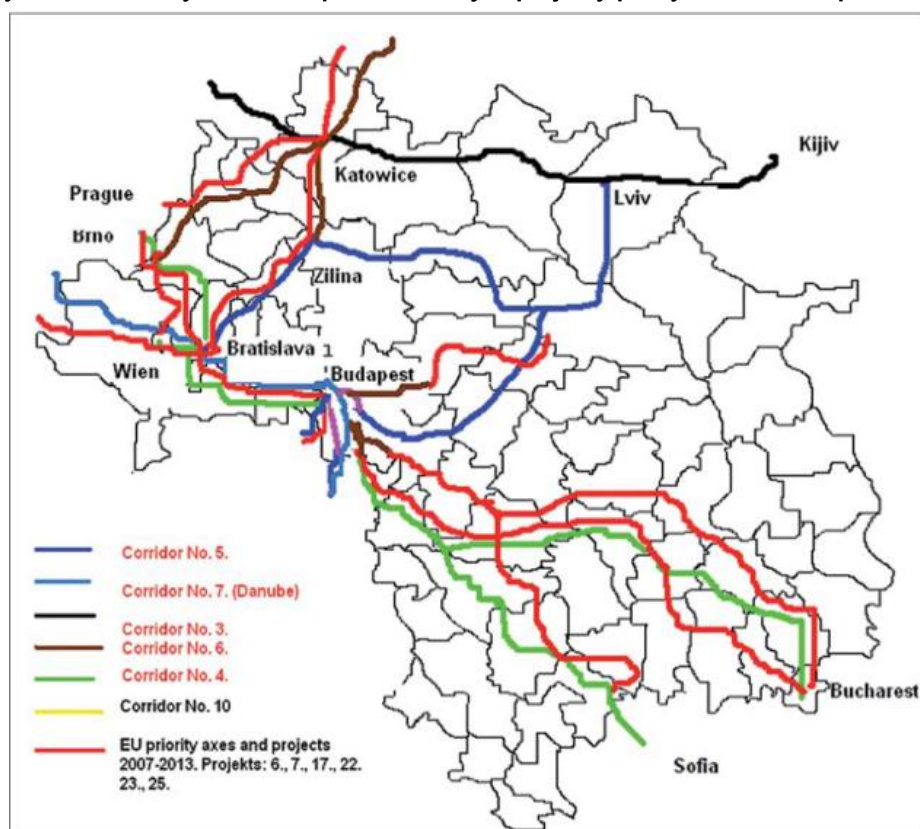 Kijiv
Katowice
Prague
Lviv
Brno
Zilina
Bratislava 1
Wien
Budapest
Corridor No. 5.
Corridor No. 7. (Danube)
Corridor No. 3.
Corridor No. 6.
Corridor No. 4.
Corridor No. 10
EU priority axes and projects
2007-2013. Projekts: 6., 7., 17., 22.
23., 25.
Bucharest
Sofia